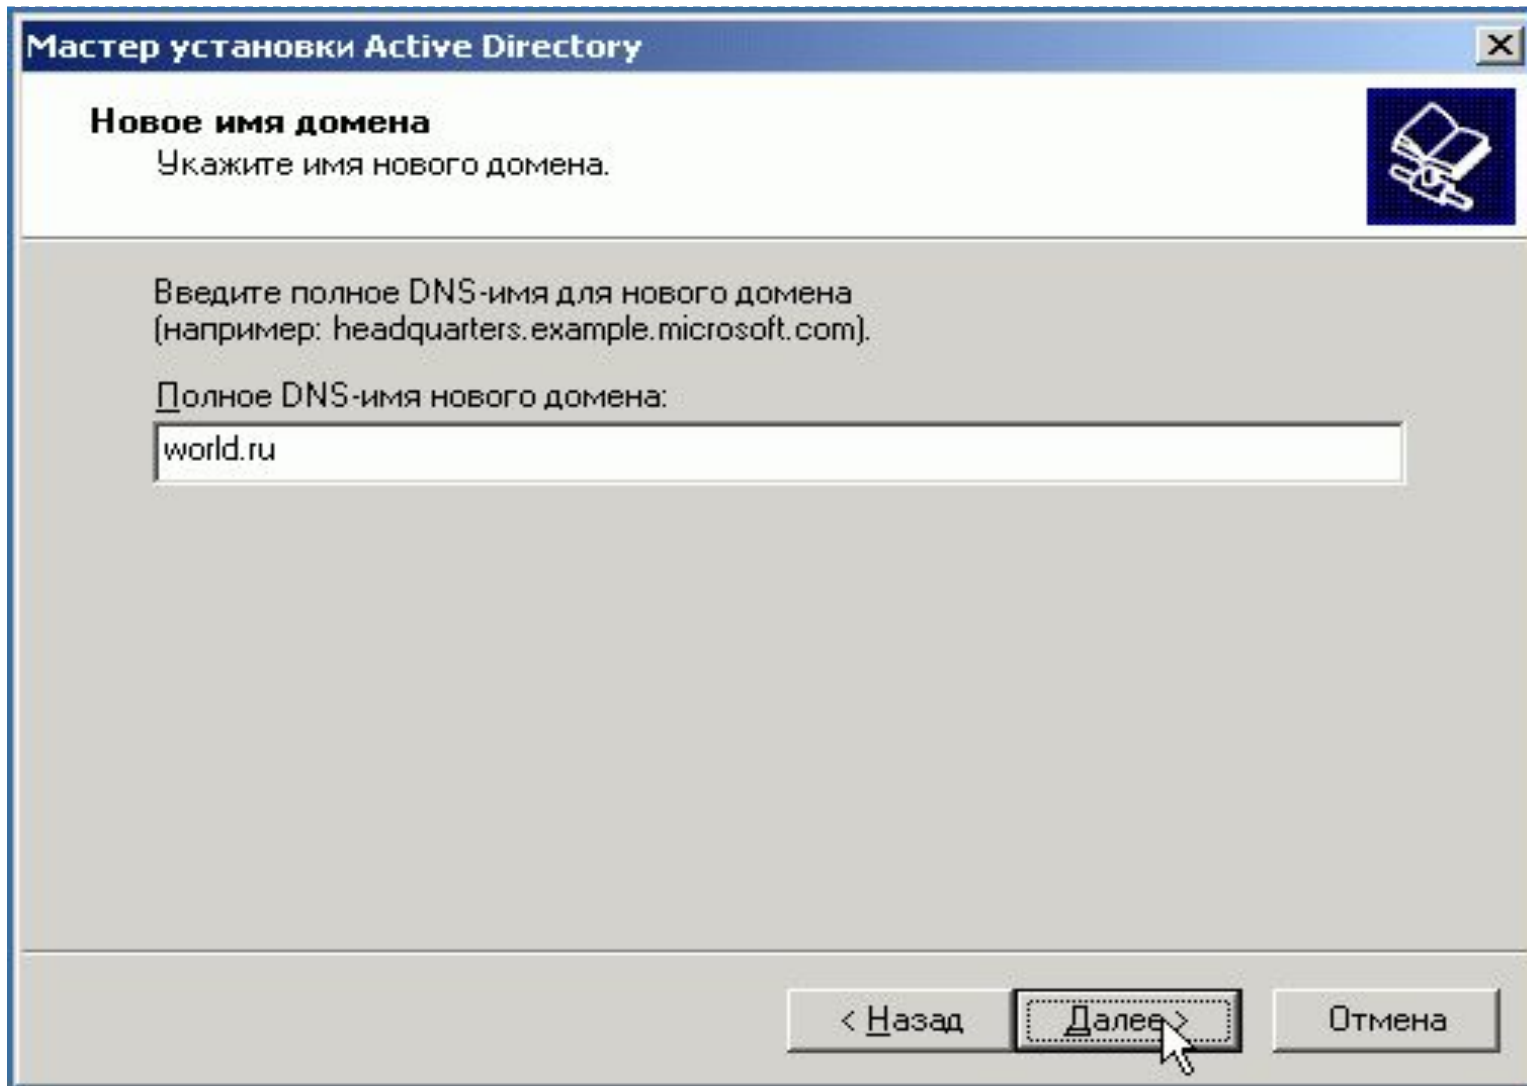 Мастер установки Active Directory
Новое имя домена
Укажите имя нового домена.
Введите полное DNS-имя для нового домена
(например: headquarters.example.microsoft.com).
Полное DNS-имя нового домена:
world.ru
< Назад
Далее >
Отмена